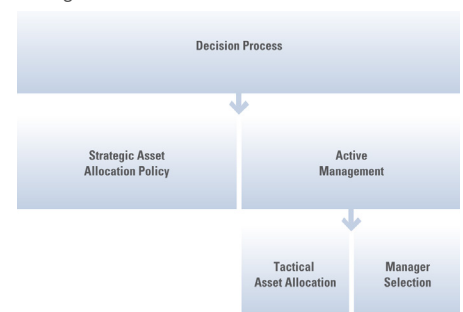 Decision Process
Strategic Asset
Allocation Policy
Active
Management
Tactical
Asset Allocation
Manager
Selection